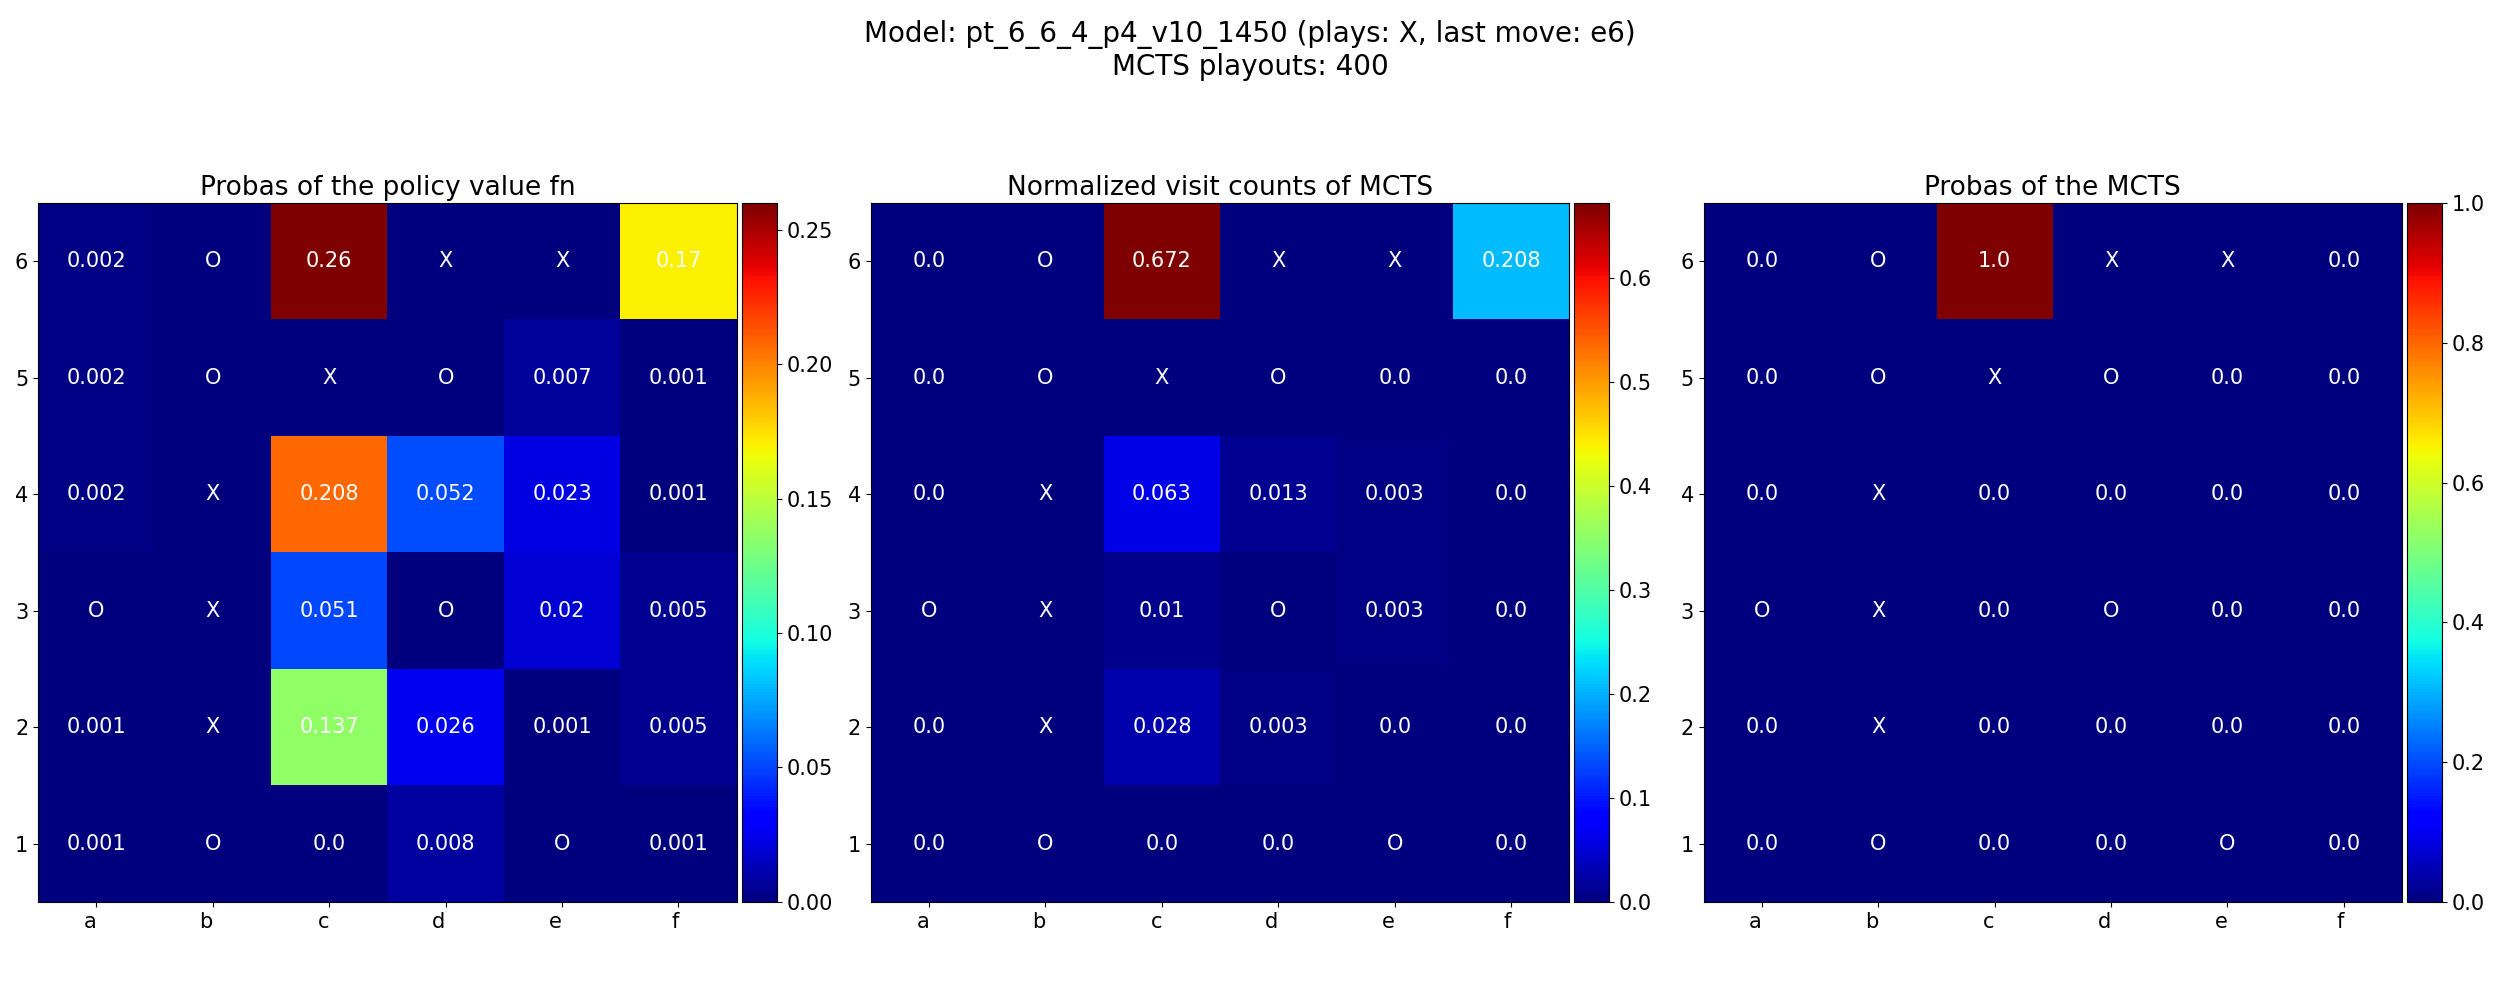 Model: pt_6_6_4_p4_v10_1450 (plays: X, last move: e6)
MCTS playouts: 400
Probas of the policy value fn
6 0.002 O 0.26 X X 0.17
5 0.002 O X O 0.007 0.001
4 0.002 X 0.208 0.052 0.023 0.001
3 O X 0.051 O 0.02 0.005
2 0.001 X 0.137 0.026 0.001 0.005
1 0.001 O 0.0 0.008 O 0.001
a b c d e f
0.25
0.20
0.15
0.10
0.05
0.00
Normalized visit counts of MCTS
6 0.0 O 0.672 X X 0.208
5 0.0 O X O 0.0 0.0
4 0.0 X 0.063 0.013 0.003 0.0
3 O X 0.01 O 0.003 0.0
2 0.0 X 0.028 0.003 0.0 0.0
1 0.0 O 0.0 0.0 O 0.0
a b c d e f
0.6
0.5
0.4
0.3
0.2
0.1
0.0
Probas of the MCTS
6 0.0 O 1.0 X X 0.0
5 0.0 O X O 0.0 0.0
4 0.0 X 0.0 0.0 0.0 0.0
3 O X 0.0 O 0.0 0.0
2 0.0 X 0.0 0.0 0.0 0.0
1 0.0 O 0.0 0.0 O 0.0
a b c d e f
1.0
0.8
0.6
0.4
0.2
0.0